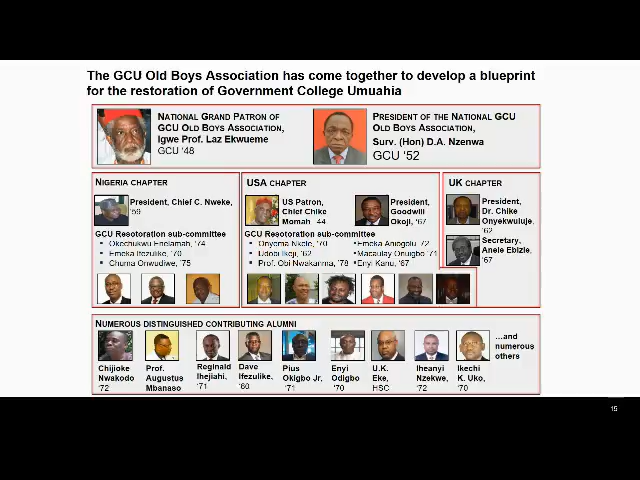 The GCU Old Boys Association has come together to develop a blueprint
for the restoration of Government College Umuahia
NATIONAL GRAND PATRON OF
GCU OLD BOYS ASSOCIATION,
Igwe Prof. Laz Ekwueme
GCU '48
PRESIDENT OF THE NATIONAL GCU
OLD BOYS ASSOCIATION,
Surv. (Hon) D.A. Nzenwa
GCU '52
NIGERIA CHAPTER
President, Chief C. Nweke,
'59
GCU Resotoration sub-committee
Okechukwu Enelamah, '74
Emeka Ifezulike, '70
Chuma Onwudiwe, '75
USA CHAPTER
US Patron,
Chief Chike
Momah, '44
President,
Goodwill
Okoji, '67
GCU Resotoration sub-committee
Onyema Nkele, '70
Udobi Ikeji, '62
Prof. Obi Nwakanma, '78
Emeka Aniogolu '72
Macaulay Onuigbo '71
Enyi Kanu, '67
UK CHAPTER
President,
Dr. Chike
Onyekwuluje,
'62
Secretary,
Anele Ebizie,
'67
NUMEROUS DISTINGUISHED CONTRIBUTING ALUMNI
Chijioke
Nwakodo
'72
Prof.
Augustus
Mbanaso
Reginald
Ihejiahi,
'71
Dave
Ifezulike,
'60
Pius
Okigbo Jr,
'71
Enyi
Odigbo
'70
U.K.
Eke,
HSC
Iheanyi
Nzekwe,
'72
Ikechi
K. Uko,
'70
...and
numerous
others
15